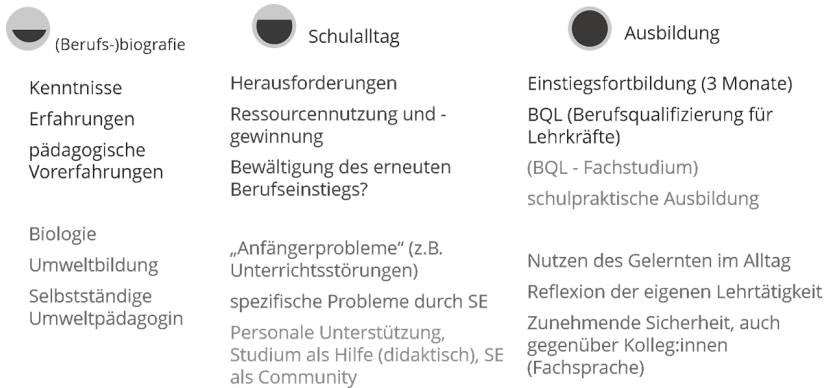 (Berufs-)biografie
Kenntnisse
Erfahrungen
pädagogische
Vorerfahrungen
Biologie
Umweltbildung
Selbstständige
Umweltpädagogin
Schulalltag
Herausforderungen
Ressourcennutzung und -
gewinnung
Bewältigung des erneuten
Berufseinstiegs?
„Anfängerprobleme“ (z.B.
Unterrichtsstörungen)
spezifische Probleme durch SE
Personale Unterstützung,
Studium als Hilfe (didaktisch), SE
als Community
Ausbildung
Einstiegsfortbildung (3 Monate)
BQL (Berufsqualifizierung für
Lehrkräfte)
(BQL - Fachstudium)
schulpraktische Ausbildung
Nutzen des Gelernten im Alltag
Reflexion der eigenen Lehrtätigkeit
Zunehmende Sicherheit, auch
gegenüber Kolleg:innen
(Fachsprache)